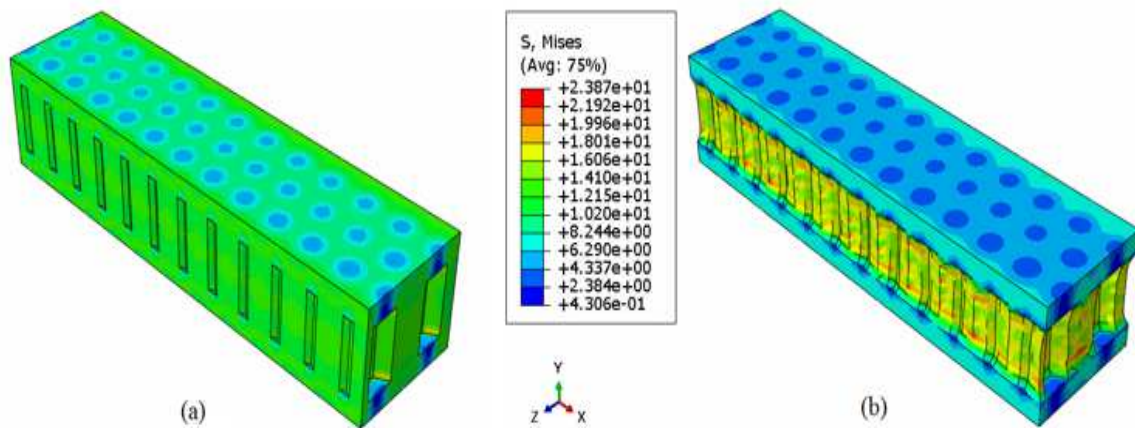 S, Mises
(Avg: 75%)
+2.387e+01
+2.192e+01
+1.996e+01
+1.801e+01
+1.606e+01
+1.410e+01
+1.215e+01
+1.020e+01
+8.244e+00
+6.290e+00
+4.337e+00
+2.384e+00
+4.306e-01
Y
Z
X
(a)
(b)